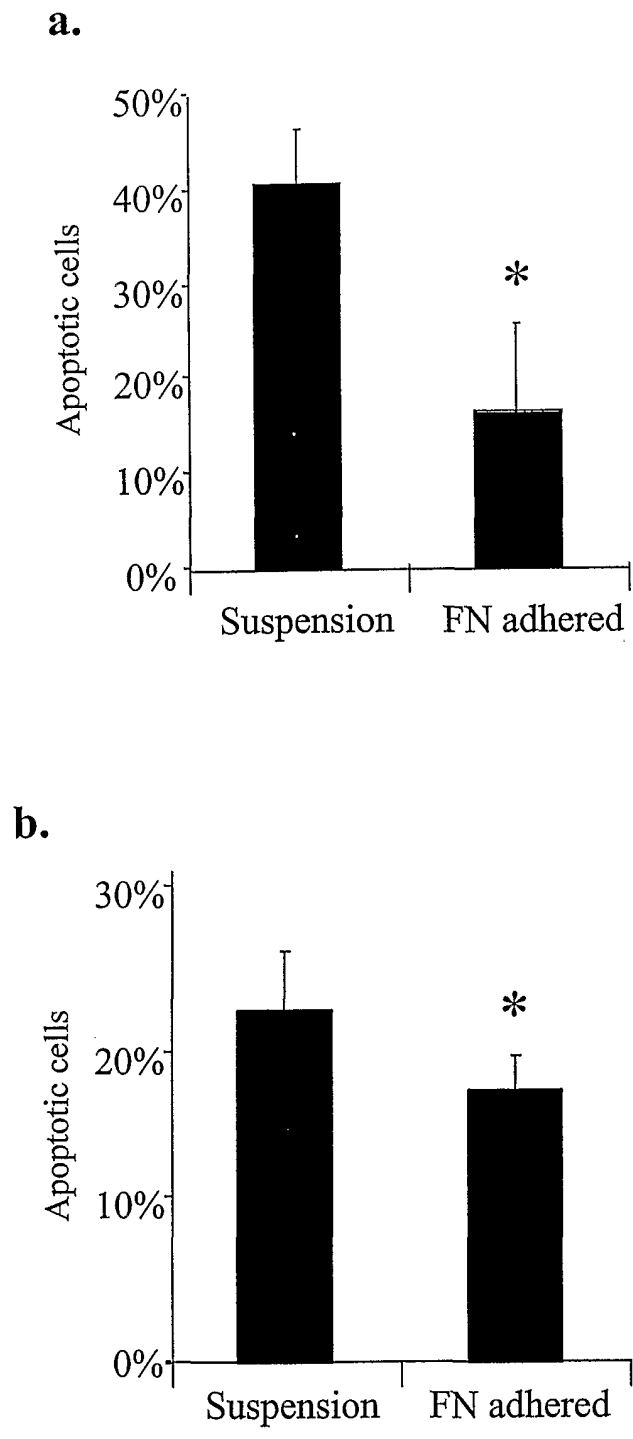 a.
50%
40%
30%
20%
10%
0%
Apoptotic cells
*
Suspension FN adhered
b.
30%
20%
10%
0%
Apoptotic cells
*
Suspension FN adhered